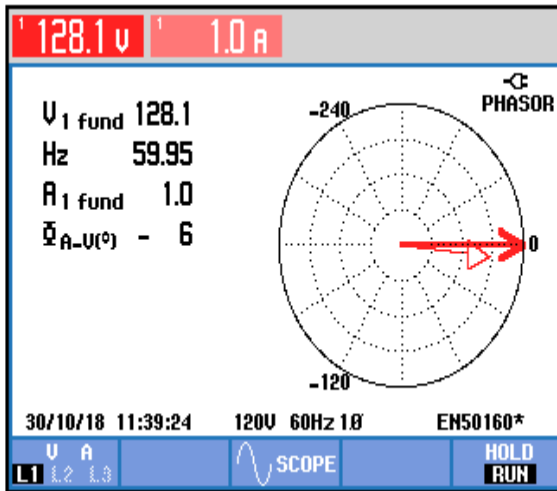 1 128.1 V 1 1.0 A
PHASOR
V1 fund 128.1
Hz 59.95
A1 fund 1.0
ΦA-V(°) - 6
-240
0
-120
30/10/18 11:39:24 120V 60Hz 1Ø EN50160*
V A
L1 L2 L3
SCOPE
HOLD
RUN